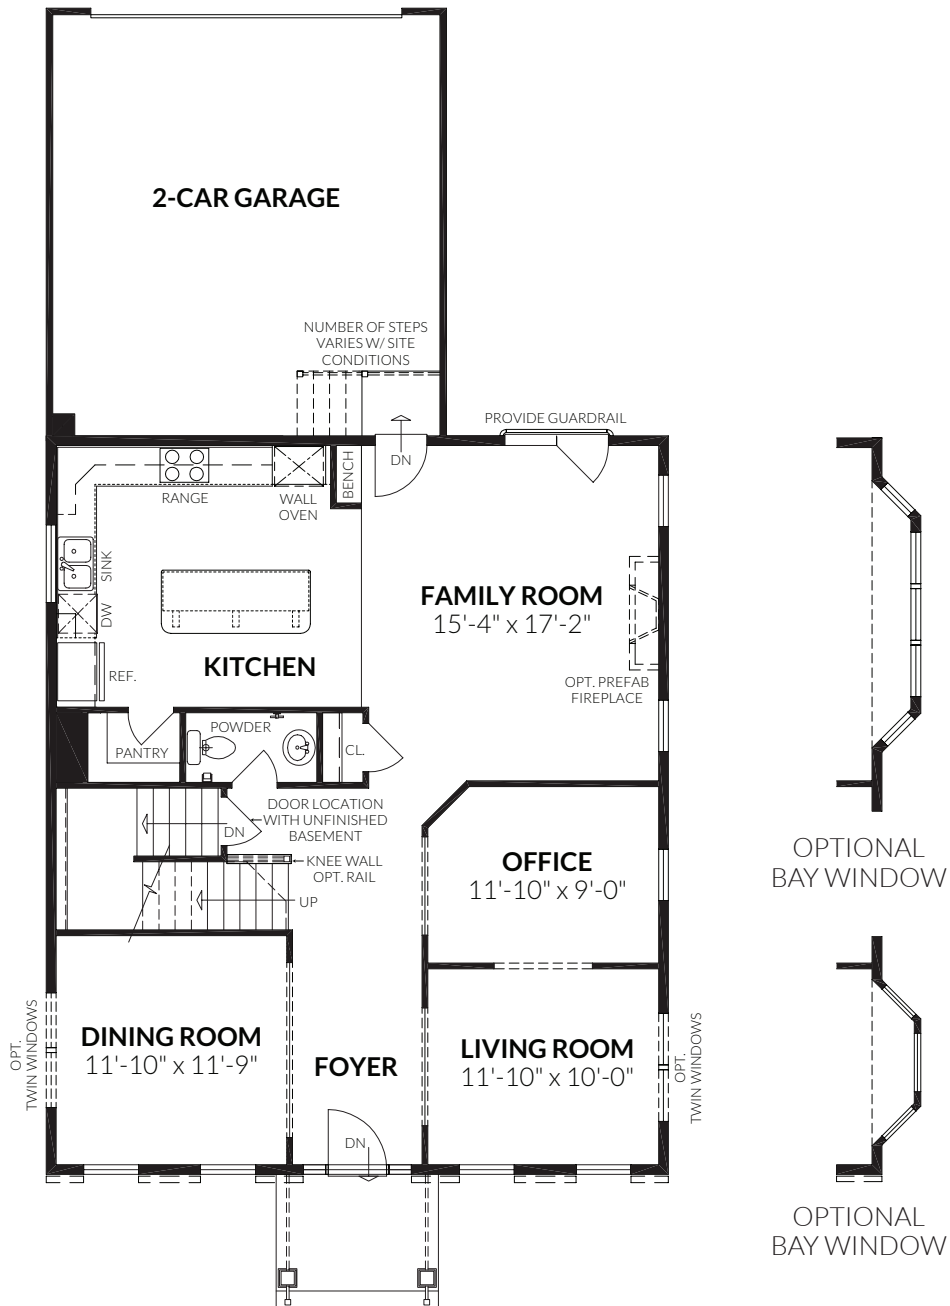 2-CAR GARAGE
NUMBER OF STEPS
VARIES W/ SITE
CONDITIONS
PROVIDE GUARDRAIL
DN
BENCH
RANGE
WALL
OVEN
SINK
DW
REF.
KITCHEN
FAMILY ROOM
15'-4" x 17'-2"
OPT. PREFAB
FIREPLACE
PANTRY
POWDER
CL.
DOOR LOCATION
WITH UNFINISHED
BASEMENT
DN
KNEE WALL
OPT. RAIL
UP
OFFICE
11'-10" x 9'-0"
OPTIONAL
BAY WINDOW
DINING ROOM
11'-10" x 11'-9"
OPT.
TWIN WINDOWS
FOYER
LIVING ROOM
11'-10" x 10'-0"
OPT.
TWIN WINDOWS
DN
OPTIONAL
BAY WINDOW